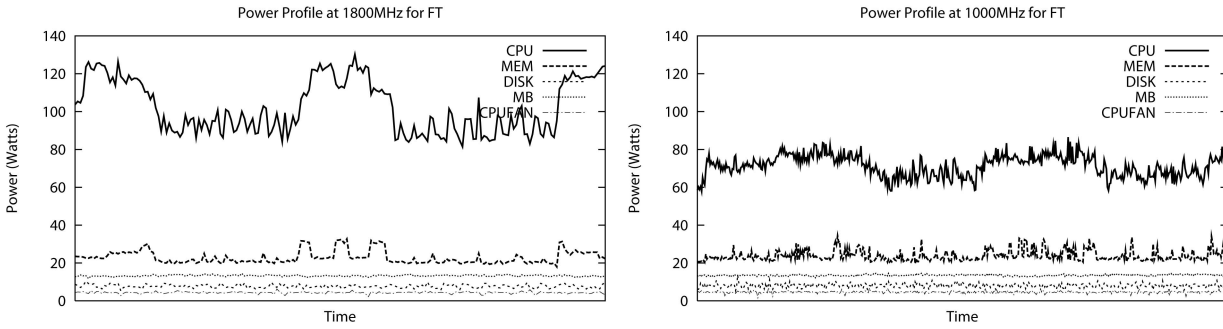 Power Profile at 1800MHz for FT
140
120
100
80
60
40
20
0
Power (Watts)
Time
CPU
MEM
DISK
MB
CPUFAN
Power Profile at 1000MHz for FT
140
120
100
80
60
40
20
0
Power (Watts)
Time
CPU
MEM
DISK
MB
CPUFAN